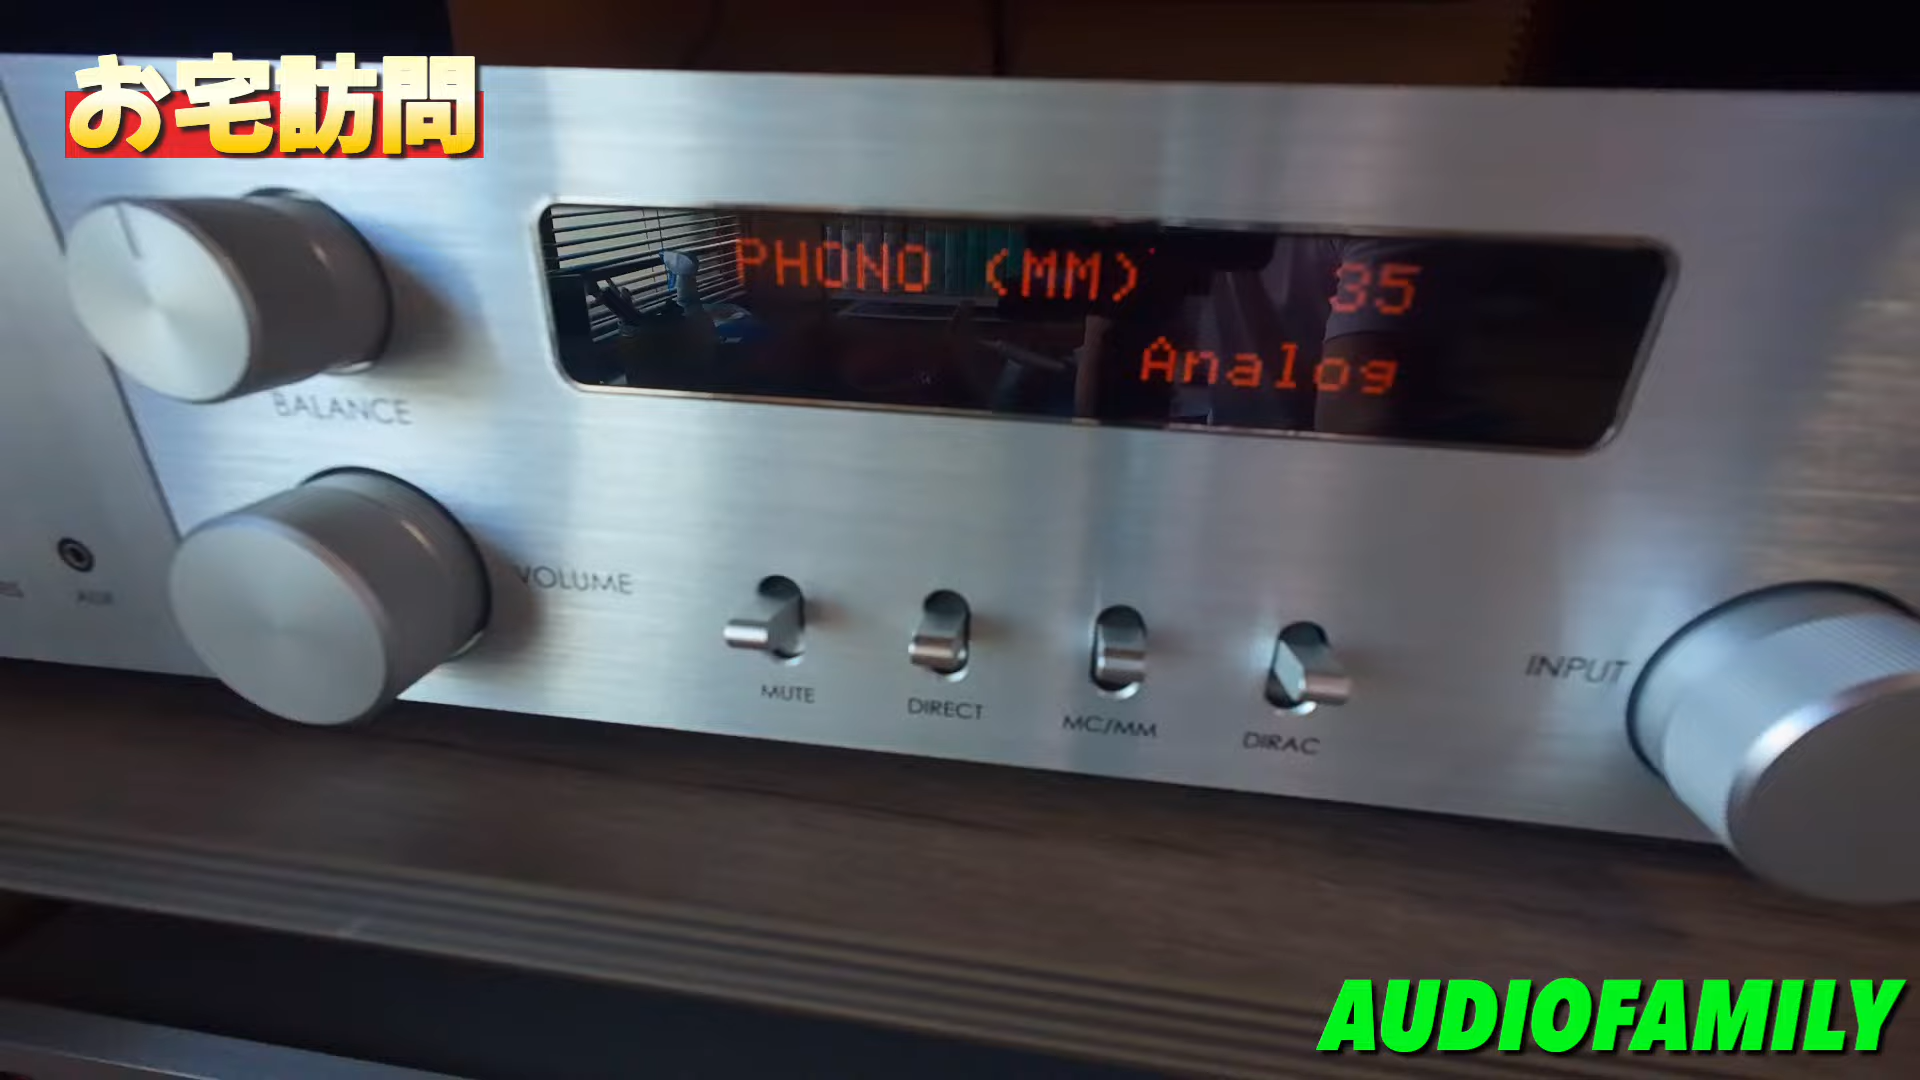 お宅訪問
PHONO (MM) 35
Analog
BALANCE
VOLUME
MUTE
DIRECT
MC/MM
DIRAC
INPUT
AUDIOFAMILY